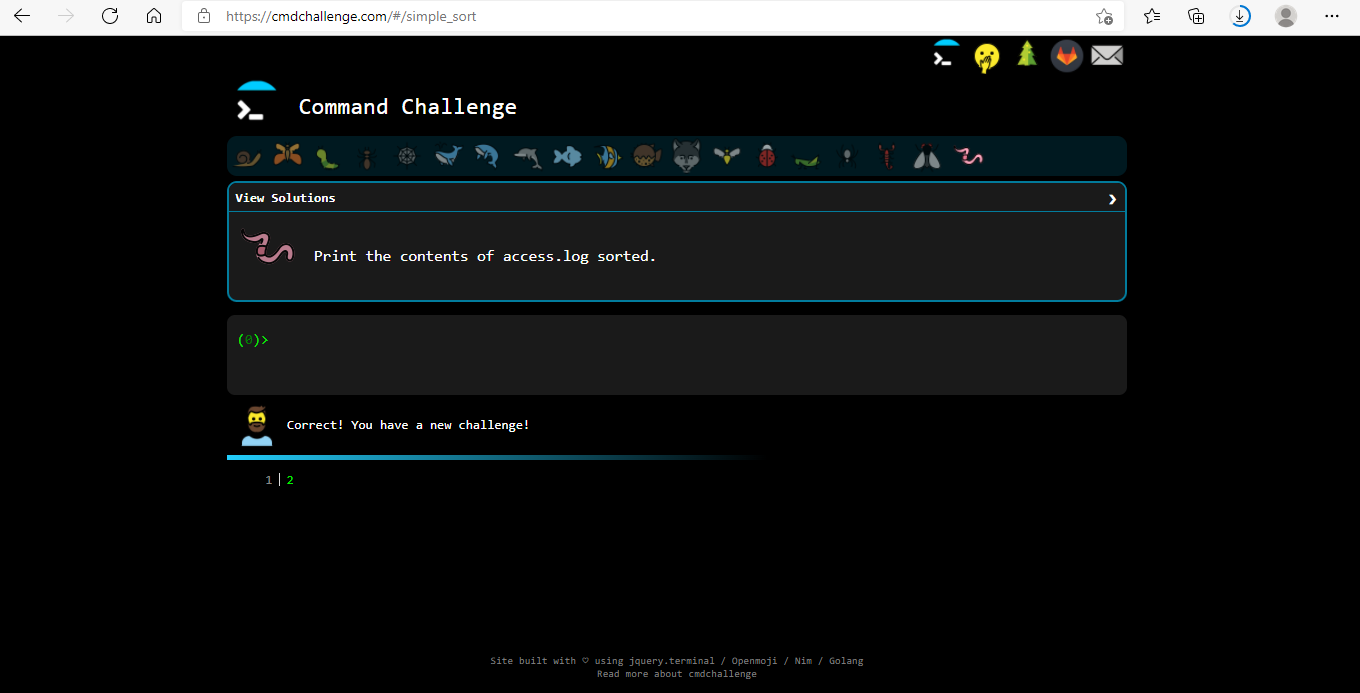 https://cmdchallenge.com/#/simple_sort
Command Challenge
View Solutions
Print the contents of access.log sorted.
(0)>
Correct! You have a new challenge!
1 2
Site built with ♡ using jquery.terminal / Openmoji / Nim / Golang
Read more about cmdchallenge